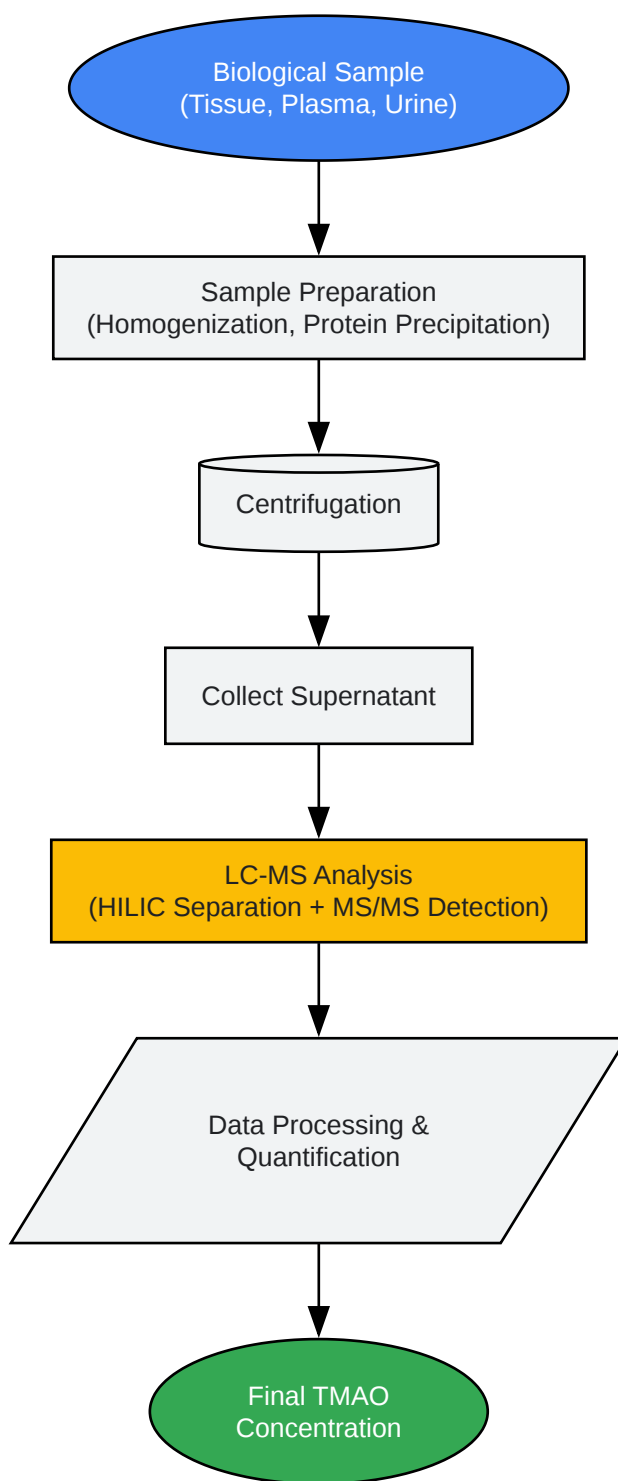 Biological Sample
(Tissue, Plasma, Urine)
Sample Preparation
(Homogenization, Protein Precipitation)
Centrifugation
Collect Supernatant
LC-MS Analysis
(HILIC Separation + MS/MS Detection)
Data Processing &
Quantification
Final TMAO
Concentration